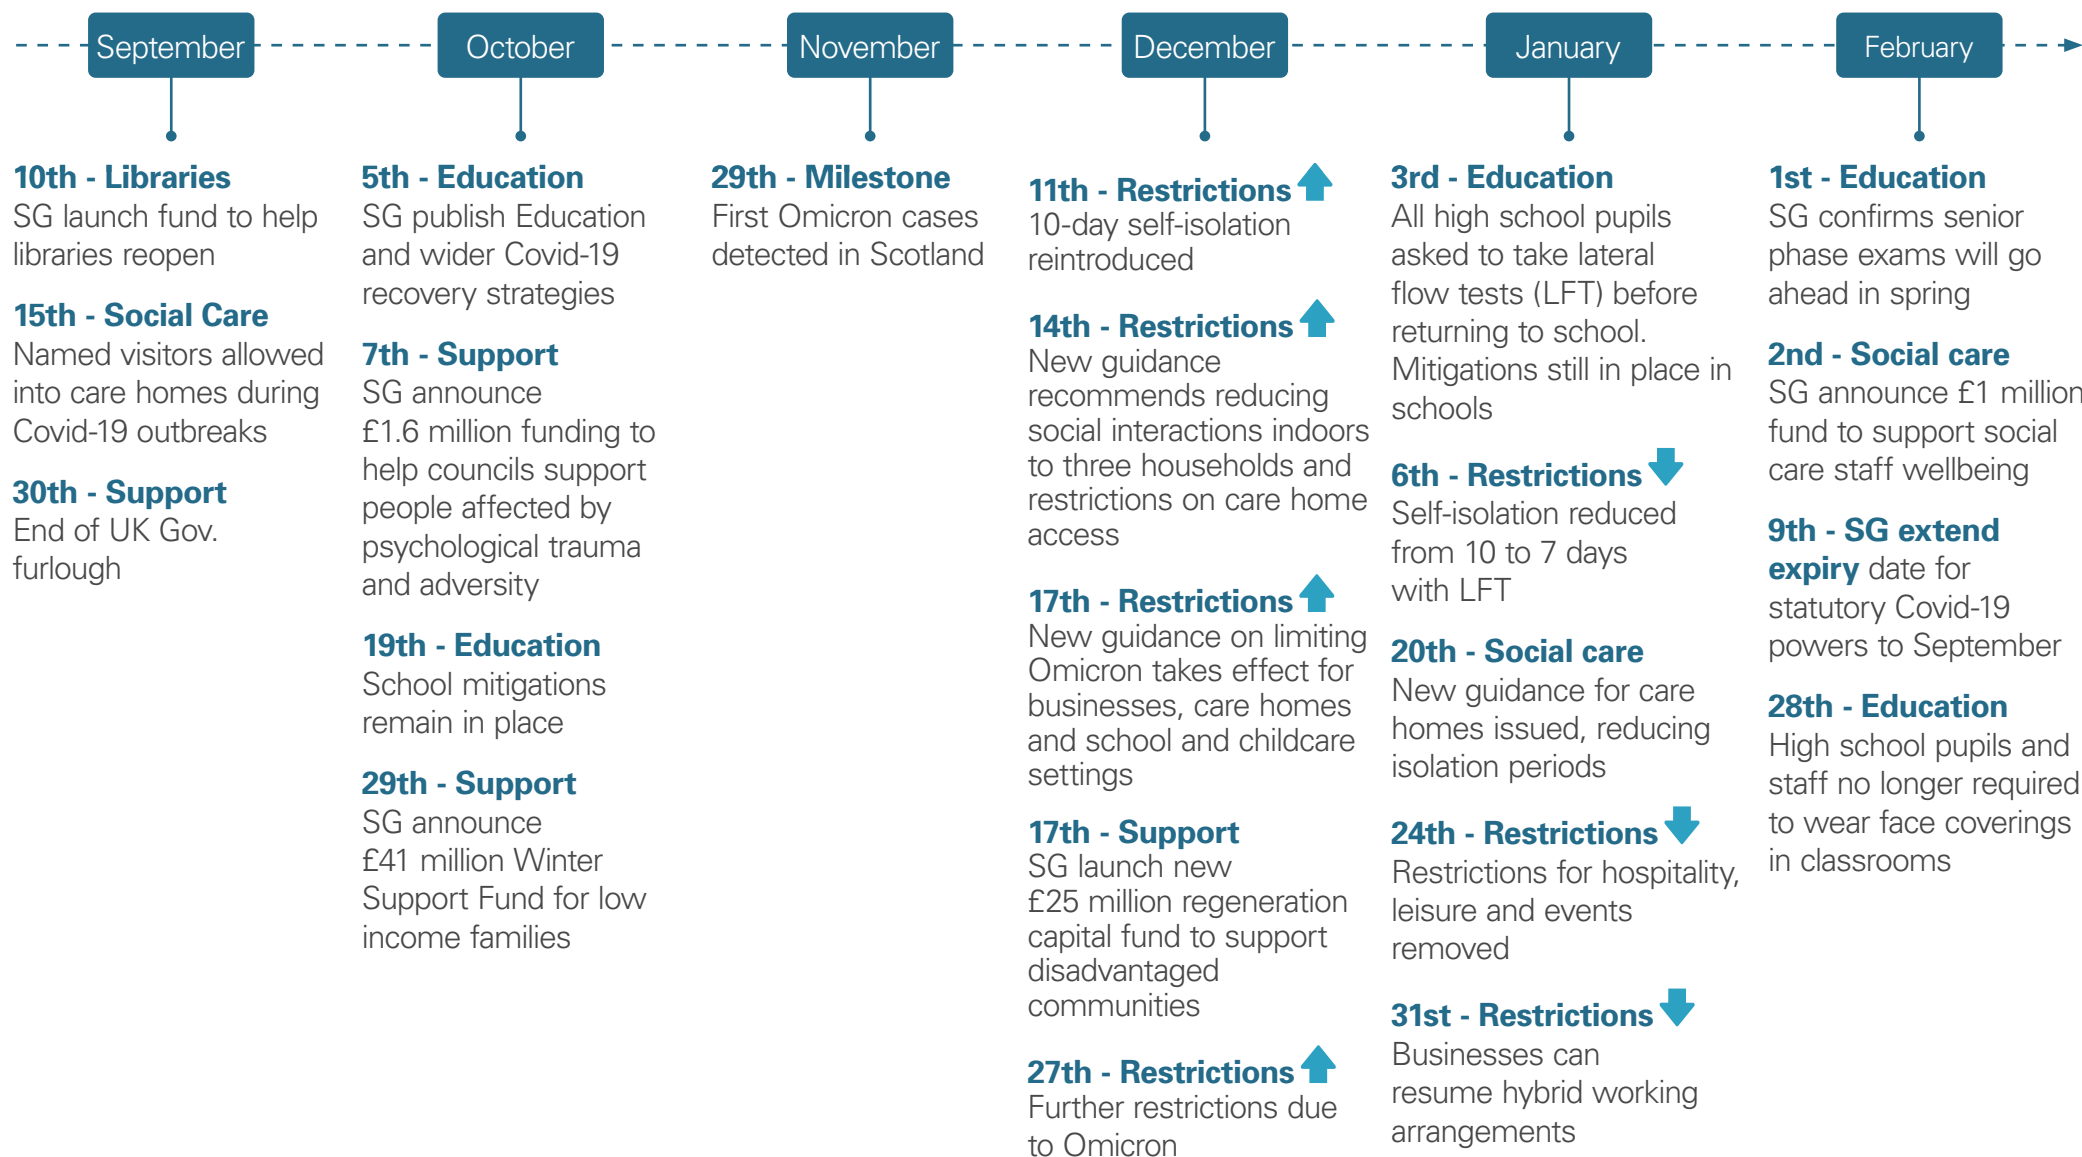 September
October
November
December
January
February
10th - Libraries
SG launch fund to help
libraries reopen
15th - Social Care
Named visitors allowed
into care homes during
Covid-19 outbreaks
30th - Support
End of UK Gov.
furlough
5th - Education
SG publish Education
and wider Covid-19
recovery strategies
7th - Support
SG announce
£1.6 million funding to
help councils support
people affected by
psychological trauma
and adversity
19th - Education
School mitigations
remain in place
29th - Support
SG announce
£41 million Winter
Support Fund for low
income families
29th - Milestone
First Omicron cases
detected in Scotland
11th - Restrictions
10-day self-isolation
reintroduced
14th - Restrictions
New guidance
recommends reducing
social interactions indoors
to three households and
restrictions on care home
access
17th - Restrictions
New guidance on limiting
Omicron takes effect for
businesses, care homes
and school and childcare
settings
17th - Support
SG launch new
£25 million regeneration
capital fund to support
disadvantaged
communities
27th - Restrictions
Further restrictions due
to Omicron
3rd - Education
All high school pupils
asked to take lateral
flow tests (LFT) before
returning to school.
Mitigations still in place in
schools
6th - Restrictions
Self-isolation reduced
from 10 to 7 days
with LFT
20th - Social care
New guidance for care
homes issued, reducing
isolation periods
24th - Restrictions
Restrictions for hospitality,
leisure and events
removed
31st - Restrictions
Businesses can
resume hybrid working
arrangements
1st - Education
SG confirms senior
phase exams will go
ahead in spring
2nd - Social care
SG announce £1 million
fund to support social
care staff wellbeing
9th - SG extend
expiry date for
statutory Covid-19
powers to September
28th - Education
High school pupils and
staff no longer required
to wear face coverings
in classrooms